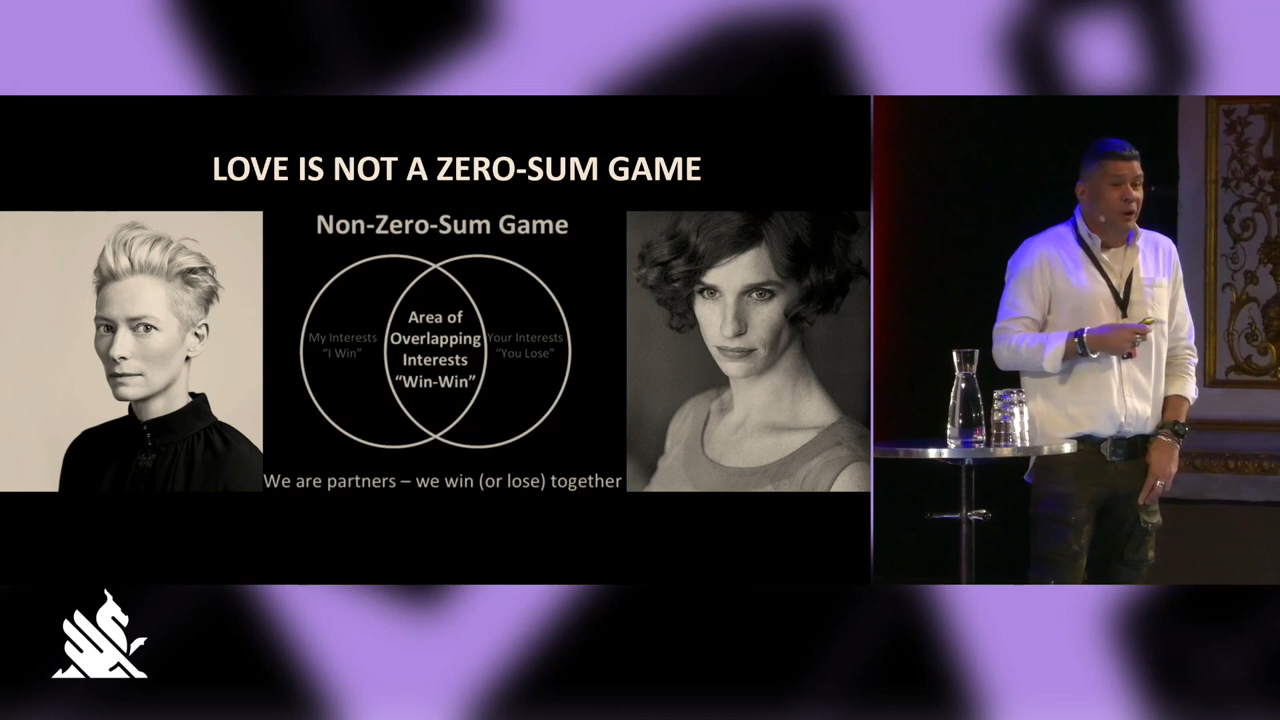 LOVE IS NOT A ZERO-SUM GAME
Non-Zero-Sum Game
My Interests
“I Win”
Area of
Overlapping
Interests
“Win-Win”
Your Interests
“You Lose”
We are partners – we win (or lose) together